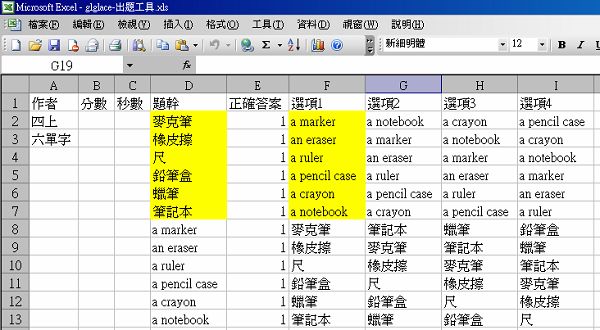 Microsoft Excel - glglace-出題工具.xls
檔案(F) 編輯(E) 檢視(V) 插入(I) 格式(O) 工具(T) 資料(D) 視窗(W) 說明(H)
新細明體 12 B I U
G19 fx
A B C D E F G H I
1 作者 分數 秒數 題幹 正確答案 選項1 選項2 選項3 選項4
2 四上 麥克筆 1 a marker a notebook a crayon a pencil case
3 六單字 橡皮擦 1 an eraser a marker a notebook a crayon
4 尺 1 a ruler an eraser a marker a notebook
5 鉛筆盒 1 a pencil case a ruler an eraser a marker
6 蠟筆 1 a crayon a pencil case a ruler an eraser
7 筆記本 1 a notebook a crayon a pencil case a ruler
8 a marker 1 麥克筆 筆記本 蠟筆 鉛筆盒
9 an eraser 1 橡皮擦 麥克筆 筆記本 蠟筆
10 a ruler 1 尺 橡皮擦 麥克筆 筆記本
11 a pencil case 1 鉛筆盒 尺 橡皮擦 麥克筆
12 a crayon 1 蠟筆 鉛筆盒 尺 橡皮擦
13 a notebook 1 筆記本 蠟筆 鉛筆盒 尺